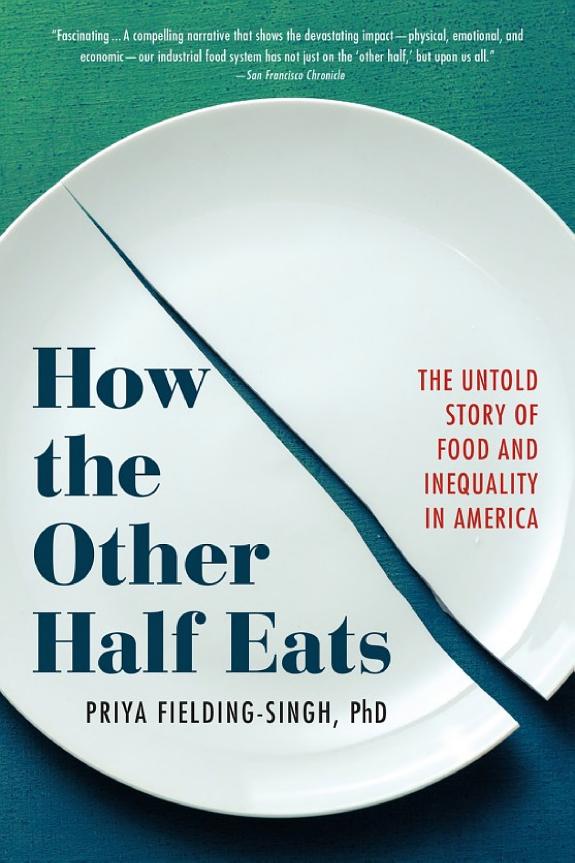 “Fascinating ... A compelling narrative that shows the devastating impact—physical, emotional, and
economic—our industrial food system has not just on the ‘other half,’ but upon us all.”
—San Francisco Chronicle
How
the
Other
Half Eats
THE UNTOLD
STORY OF
FOOD AND
INEQUALITY
IN AMERICA
PRIYA FIELDING-SINGH, PhD